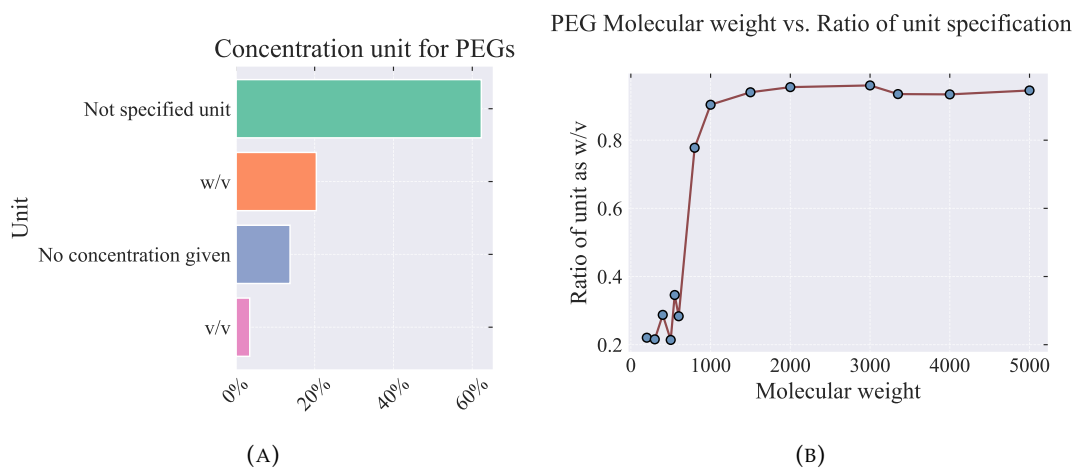 Concentration unit for PEGs
Unit
Not specified unit
w/v
No concentration given
v/v
0%
20%
40%
60%
(A)
PEG Molecular weight vs. Ratio of unit specification
Ratio of unit as w/v
0.8
0.6
0.4
0.2
0
1000
2000
3000
4000
5000
Molecular weight
(B)